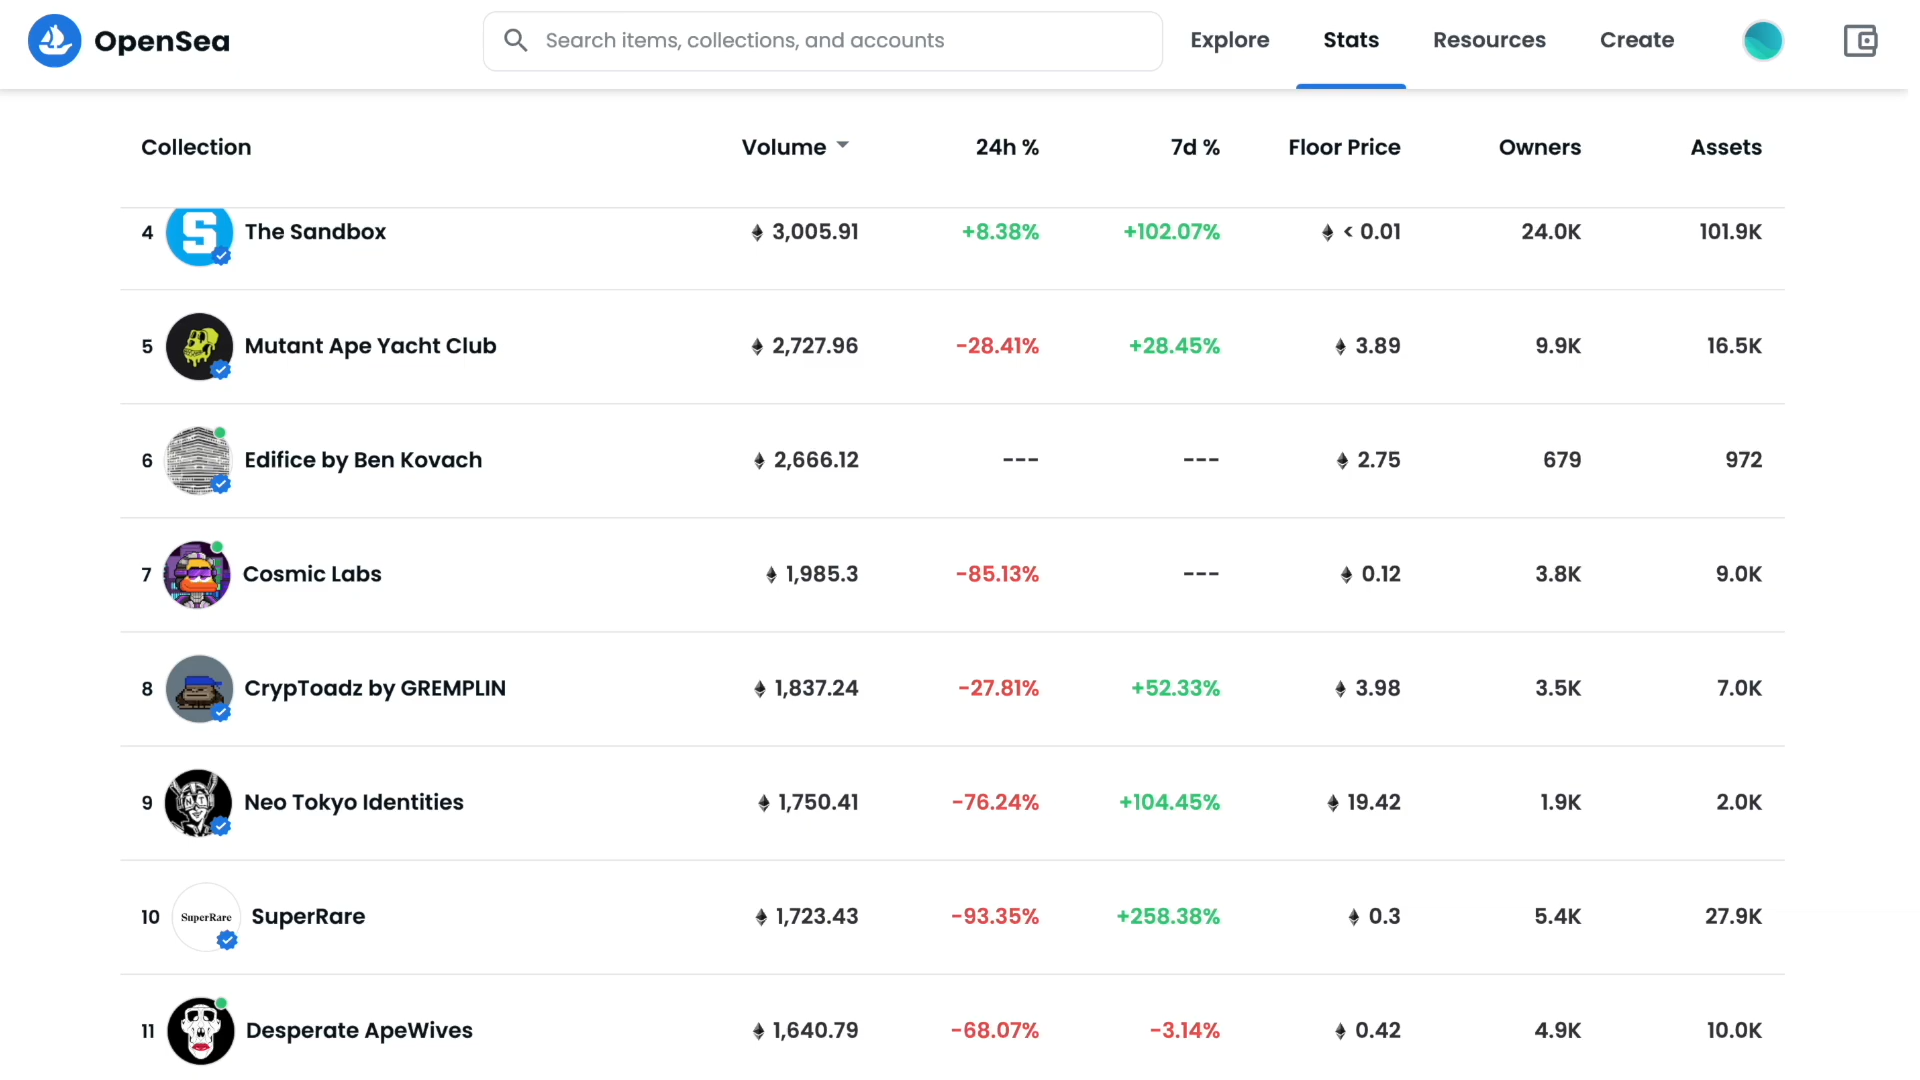 OpenSea
Search items, collections, and accounts
Explore Stats Resources Create
Collection Volume 24h % 7d % Floor Price Owners Assets
4 S The Sandbox 3,005.91 +8.38% +102.07% < 0.01 24.0K 101.9K
5 Mutant Ape Yacht Club 2,727.96 -28.41% +28.45% 3.89 9.9K 16.5K
6 Edifice by Ben Kovach 2,666.12 --- --- 2.75 679 972
7 Cosmic Labs 1,985.3 -85.13% --- 0.12 3.8K 9.0K
8 CrypToadz by GREMPLIN 1,837.24 -27.81% +52.33% 3.98 3.5K 7.0K
9 Neo Tokyo Identities 1,750.41 -76.24% +104.45% 19.42 1.9K 2.0K
10 SuperRare SuperRare 1,723.43 -93.35% +258.38% 0.3 5.4K 27.9K
11 Desperate ApeWives 1,640.79 -68.07% -3.14% 0.42 4.9K 10.0K